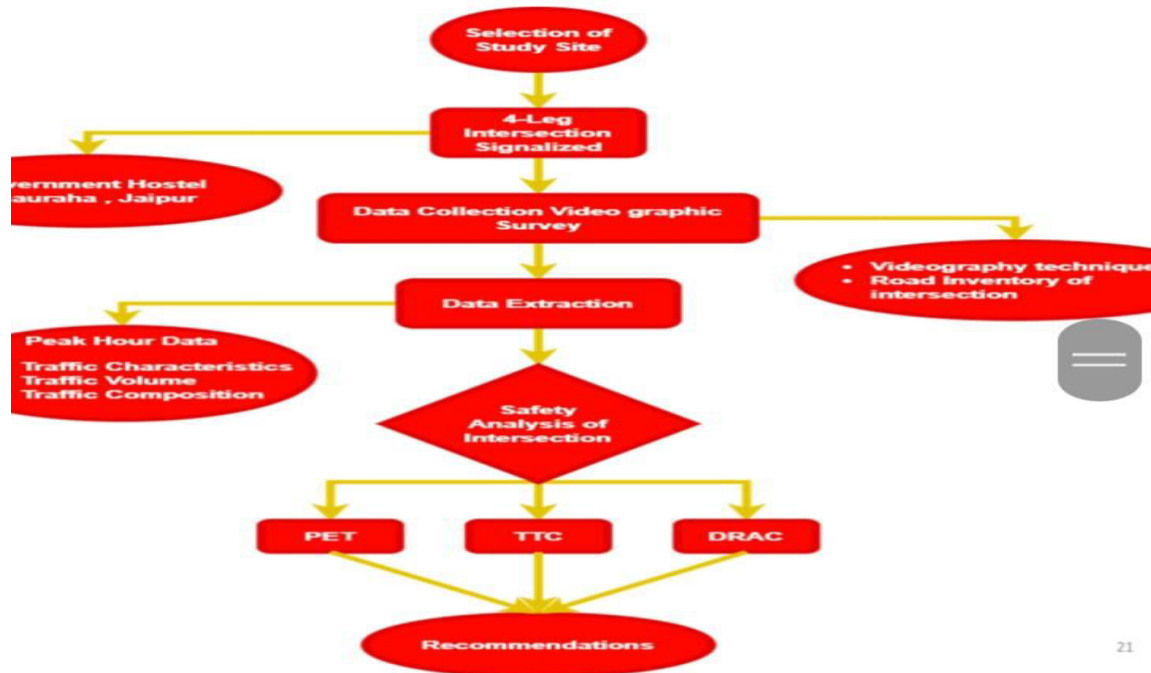 Selection of
Study Site
4-Leg
Intersection
Signalized
vernment Hostel
auraha , Jaipur
Data Collection Video graphic
Survey
• Videography technique
• Road Inventory of
intersection
Data Extraction
Peak Hour Data
Traffic Characteristics
Traffic Volume
Traffic Composition
Safety
Analysis of
Intersection
PET
TTC
DRAC
Recommendations
21